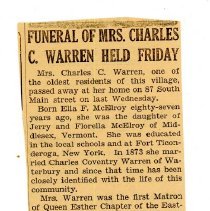 FUNERAL OF MRS. CHARLES
C. WARREN HELD FRIDAY
Mrs. Charles C. Warren, one of
the oldest residents of this village,
passed away at her home on 87 South
Main street on last Wednesday.
Born Ella F. McElroy eighty-seven
years ago, she was the daughter of
Jerry and Florella McElroy of Mid-
dlesex, Vermont. She was educated
in the local schools and at Fort Ticon-
deroga, New York. In 1873 she mar-
ried Charles Coventry Warren of Wa-
terbury and since that time has been
closely identified with the life of this
community.
Mrs. Warren was the first Matron
of Queen Esther Chapter of the East-